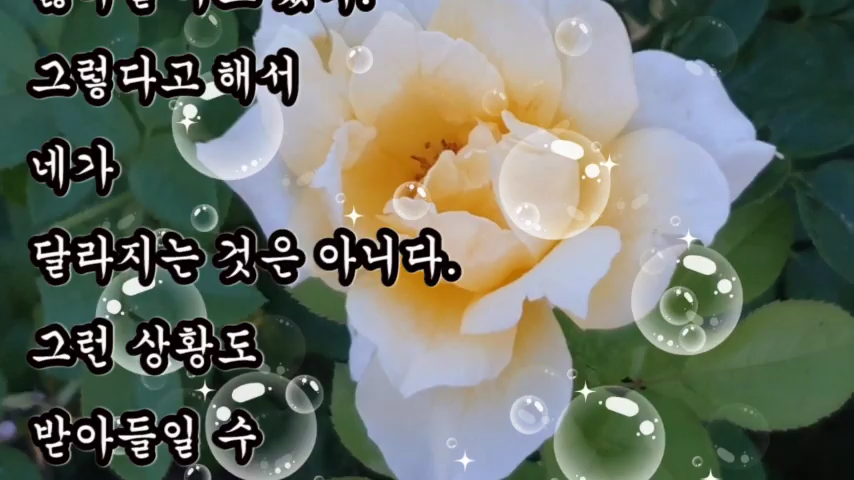 그렇다고 해서
네가
달라지는 것은 아니다.
그런 상황도
받아들일 수